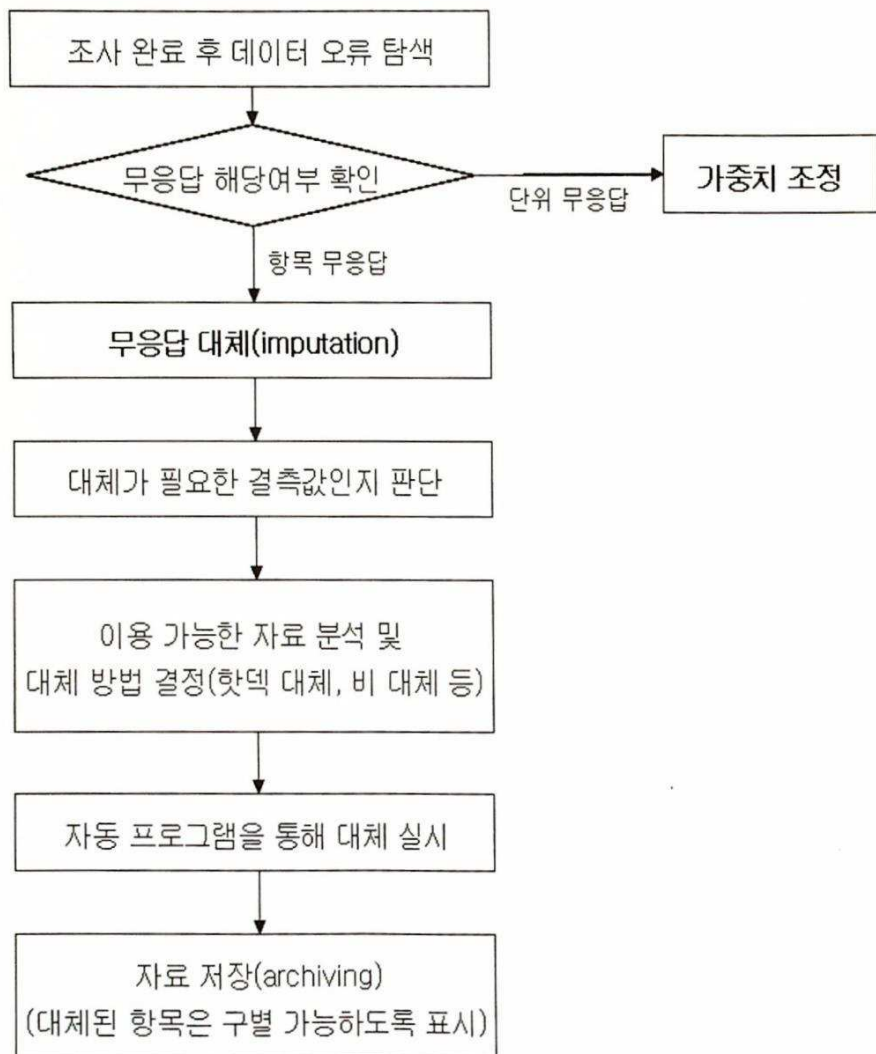 조사 완료 후 데이터 오류 탐색
무응답 해당여부 확인
단위 무응답
가중치 조정
항목 무응답
무응답 대체(imputation)
대체가 필요한 결측값인지 판단
이용 가능한 자료 분석 및
대체 방법 결정(핫덱 대체, 비 대체 등)
자동 프로그램을 통해 대체 실시
자료 저장(archiving)
(대체된 항목은 구별 가능하도록 표시)